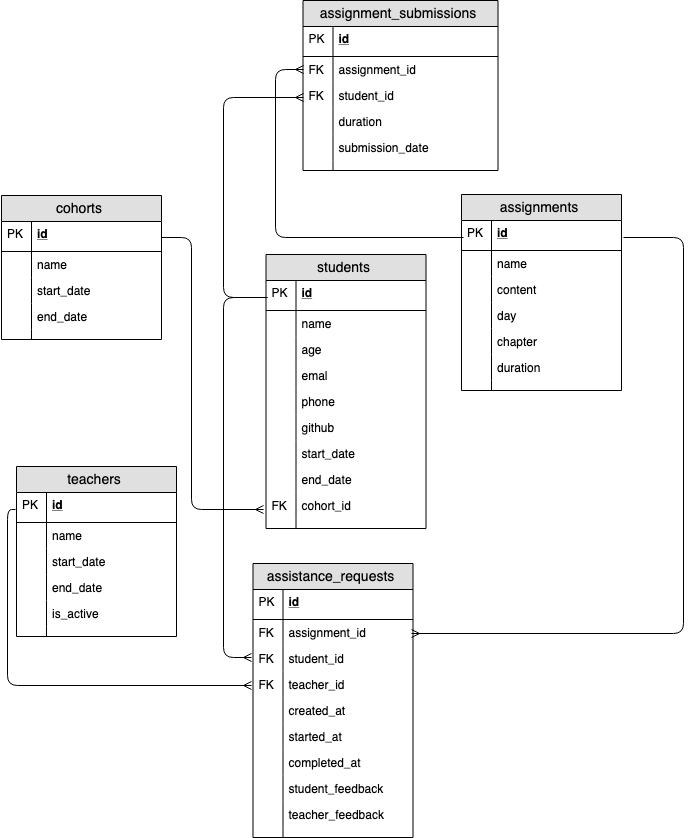 assignment_submissions
PK id
FK assignment_id
FK student_id
duration
submission_date
cohorts
PK id
name
start_date
end_date
assignments
PK id
name
content
day
chapter
duration
students
PK id
name
age
emal
phone
github
start_date
end_date
FK cohort_id
teachers
PK id
name
start_date
end_date
is_active
assistance_requests
PK id
FK assignment_id
FK student_id
FK teacher_id
created_at
started_at
completed_at
student_feedback
teacher_feedback